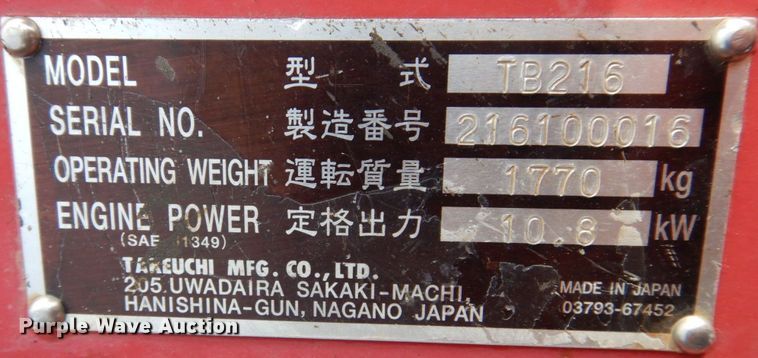 MODEL 型 式 TB216
SERIAL NO. 製造番号 216100016
OPERATING WEIGHT 運転質量 1770 kg
ENGINE POWER 定格出力 10.8 kW
(SAE J1349)
TAKEUCHI MFG. CO., LTD.
205. UWADAIRA SAKAKI-MACHI,
HANISHINA-GUN, NAGANO JAPAN
MADE IN JAPAN
03793-67452
Purple Wave Auction